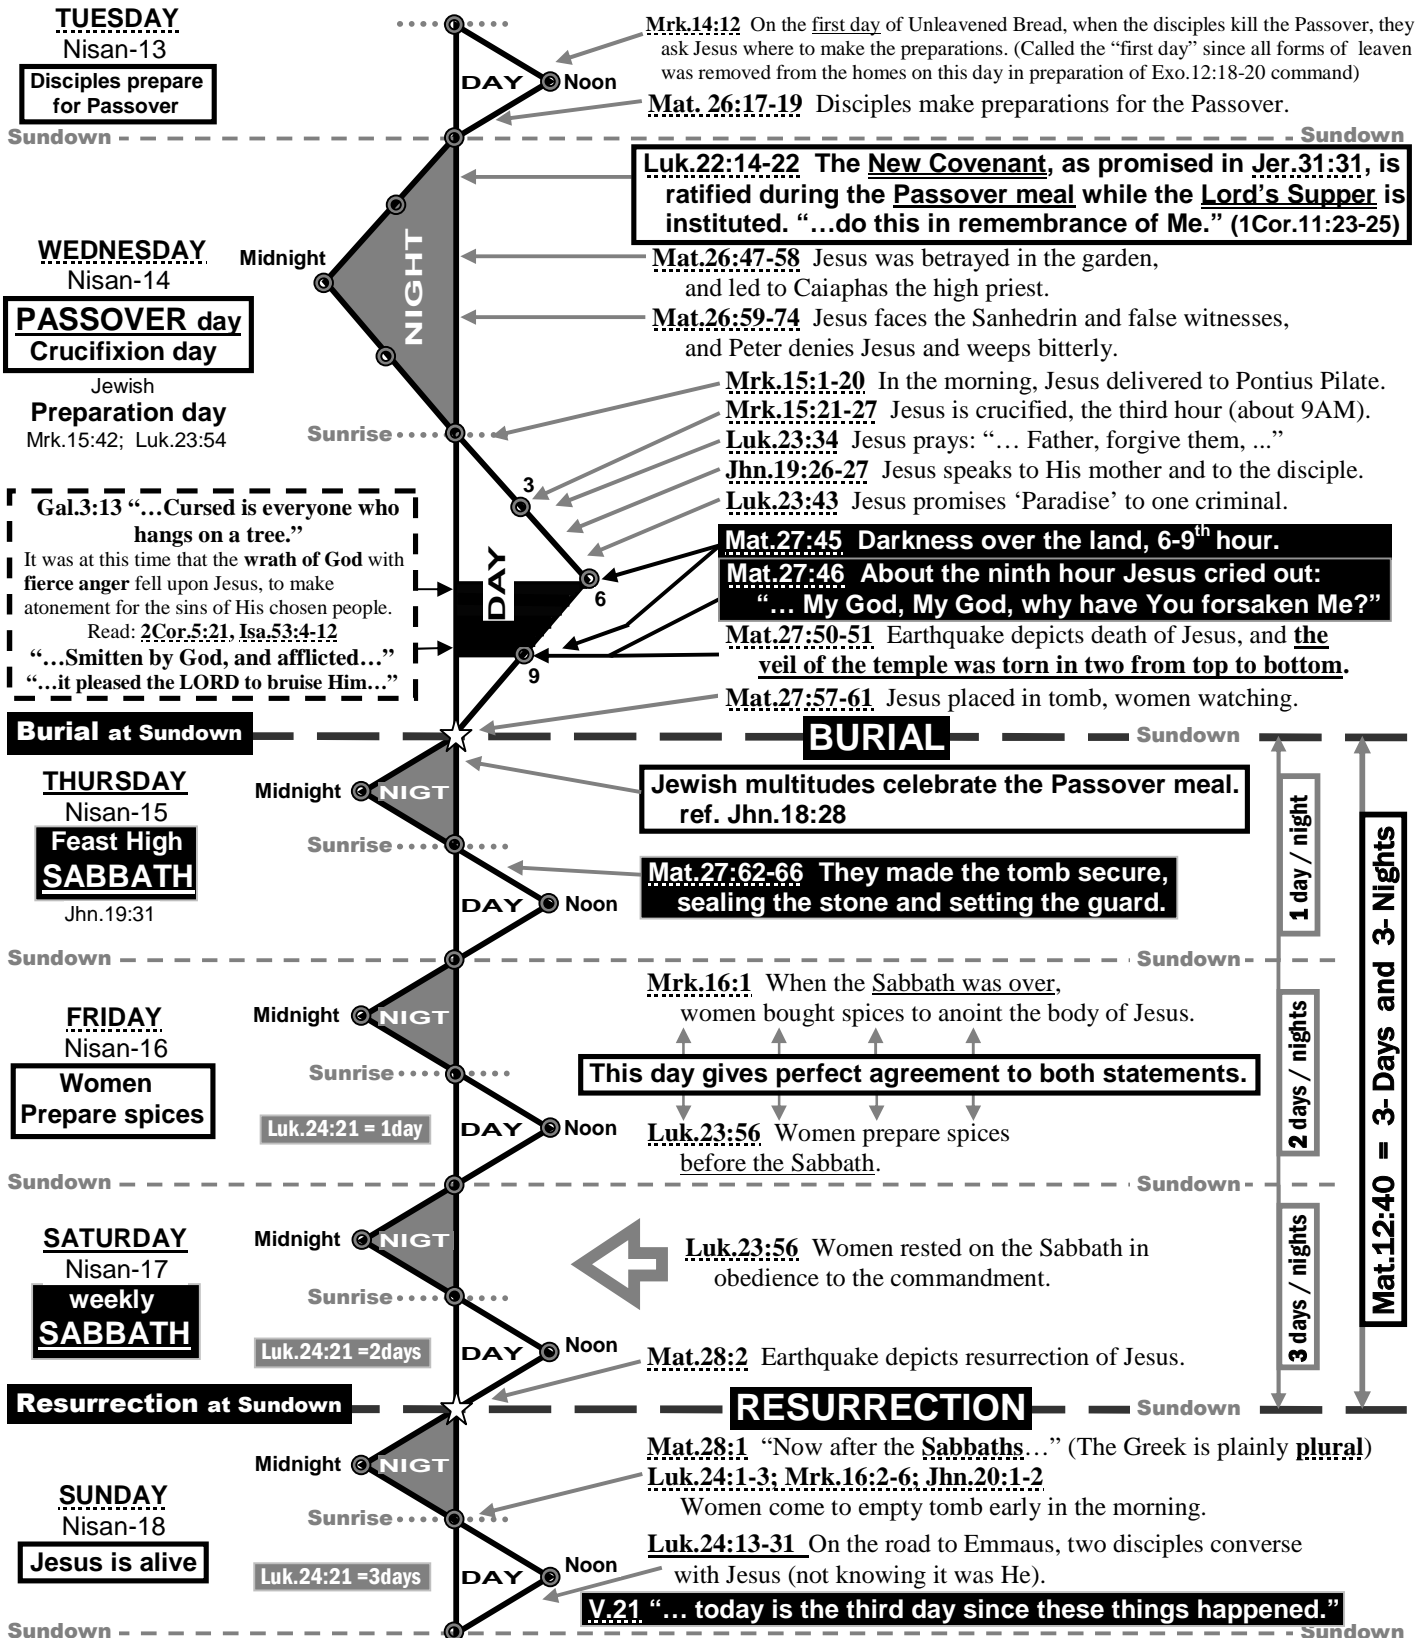 TUESDAY
Nisan-13
Disciples prepare
for Passover
DAY
Noon
Mrk.14:12 On the first day of Unleavened Bread, when the disciples kill the Passover, they
ask Jesus where to make the preparations. (Called the “first day” since all forms of leaven
was removed from the homes on this day in preparation of Exo.12:18-20 command)
Mat. 26:17-19 Disciples make preparations for the Passover.
Sundown
Sundown
WEDNESDAY
Nisan-14
PASSOVER day
Crucifixion day
Jewish
Preparation day
Mrk.15:42; Luk.23:54
Midnight
NIGHT
Sunrise
Luk.22:14-22 The New Covenant, as promised in Jer.31:31, is
ratified during the Passover meal while the Lord’s Supper is
instituted. “…do this in remembrance of Me.” (1Cor.11:23-25)
Mat.26:47-58 Jesus was betrayed in the garden,
and led to Caiaphas the high priest.
Mat.26:59-74 Jesus faces the Sanhedrin and false witnesses,
and Peter denies Jesus and weeps bitterly.
Mrk.15:1-20 In the morning, Jesus delivered to Pontius Pilate.
Mrk.15:21-27 Jesus is crucified, the third hour (about 9AM).
Luk.23:34 Jesus prays: “… Father, forgive them, ...”
Jhn.19:26-27 Jesus speaks to His mother and to the disciple.
Luk.23:43 Jesus promises ‘Paradise’ to one criminal.
3
DAY
6
9
Gal.3:13 “…Cursed is everyone who
hangs on a tree.”
It was at this time that the wrath of God with
fierce anger fell upon Jesus, to make
atonement for the sins of His chosen people.
Read: 2Cor.5:21, Isa.53:4-12
“…Smitten by God, and afflicted…”
“…it pleased the LORD to bruise Him…”
Mat.27:45 Darkness over the land, 6-9th hour.
Mat.27:46 About the ninth hour Jesus cried out:
“… My God, My God, why have You forsaken Me?”
Mat.27:50-51 Earthquake depicts death of Jesus, and the
veil of the temple was torn in two from top to bottom.
Mat.27:57-61 Jesus placed in tomb, women watching.
Burial at Sundown
BURIAL
Sundown
THURSDAY
Nisan-15
Feast High
SABBATH
Jhn.19:31
Midnight
NIGT
Sunrise
DAY
Noon
Jewish multitudes celebrate the Passover meal.
ref. Jhn.18:28
Mat.27:62-66 They made the tomb secure,
sealing the stone and setting the guard.
1 day / night
Mat.12:40 = 3-Days and 3-Nights
Sundown
Sundown
FRIDAY
Nisan-16
Women
Prepare spices
Midnight
NIGT
Sunrise
Luk.24:21 = 1day
DAY
Noon
Mrk.16:1 When the Sabbath was over,
women bought spices to anoint the body of Jesus.
This day gives perfect agreement to both statements.
Luk.23:56 Women prepare spices
before the Sabbath.
2 days / nights
Sundown
Sundown
SATURDAY
Nisan-17
weekly
SABBATH
Midnight
NIGT
Sunrise
Luk.24:21 =2days
DAY
Noon
Luk.23:56 Women rested on the Sabbath in
obedience to the commandment.
Mat.28:2 Earthquake depicts resurrection of Jesus.
3 days / nights
Resurrection at Sundown
RESURRECTION
Sundown
SUNDAY
Nisan-18
Jesus is alive
Midnight
NIGT
Sunrise
Luk.24:21 =3days
DAY
Noon
Mat.28:1 “Now after the Sabbaths…” (The Greek is plainly plural)
Luk.24:1-3; Mrk.16:2-6; Jhn.20:1-2
Women come to empty tomb early in the morning.
Luk.24:13-31 On the road to Emmaus, two disciples converse
with Jesus (not knowing it was He).
V.21 “… today is the third day since these things happened.”
Sundown
Sundown